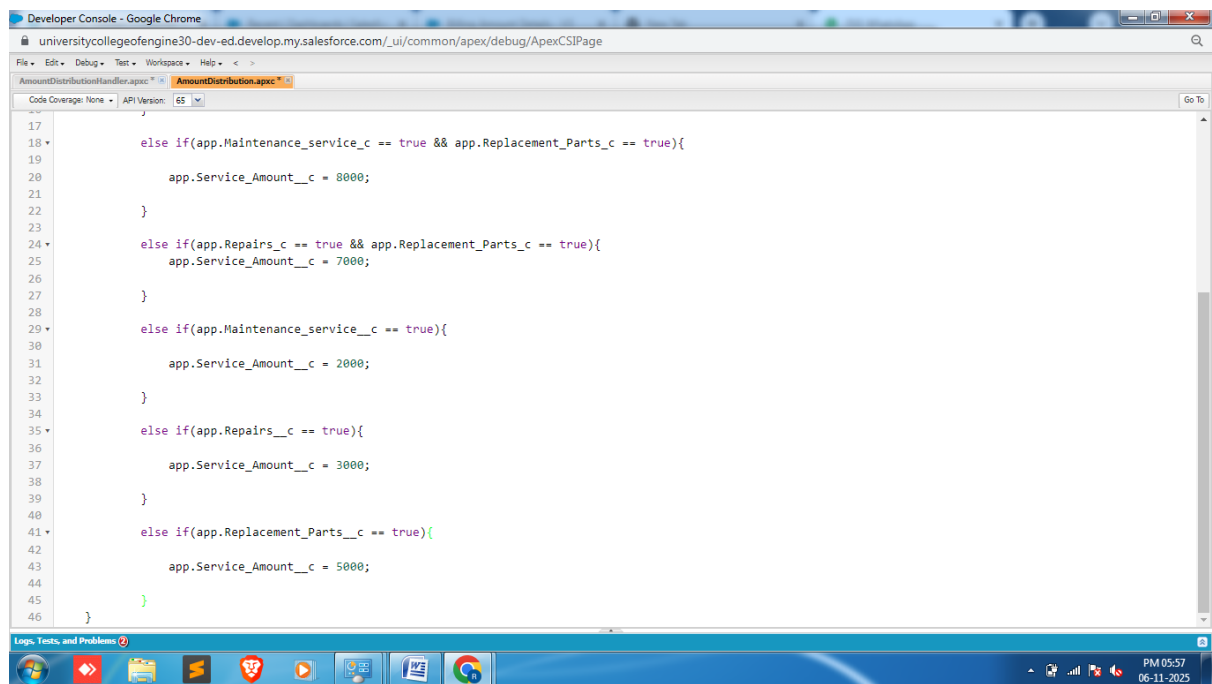 Developer Console - Google Chrome
universitycollegeofengine30-dev-ed.develop.my.salesforce.com/_ui/common/apex/debug/ApexCSIPage
File Edit Debug Test Workspace Help < >
AmountDistributionHandler.apxc * AmountDistribution.apxc *
Code Coverage: None API Version: 65 Go To
17
18 else if(app.Maintenance_service_c == true && app.Replacement_Parts_c == true){
19
20 app.Service_Amount__c = 8000;
21
22 }
23
24 else if(app.Repairs_c == true && app.Replacement_Parts_c == true){
25 app.Service_Amount__c = 7000;
26
27 }
28
29 else if(app.Maintenance_service__c == true){
30
31 app.Service_Amount__c = 2000;
32
33 }
34
35 else if(app.Repairs__c == true){
36
37 app.Service_Amount__c = 3000;
38
39 }
40
41 else if(app.Replacement_Parts__c == true){
42
43 app.Service_Amount__c = 5000;
44
45 }
46 }
Logs, Tests, and Problems 2
PM 05:57
06-11-2025